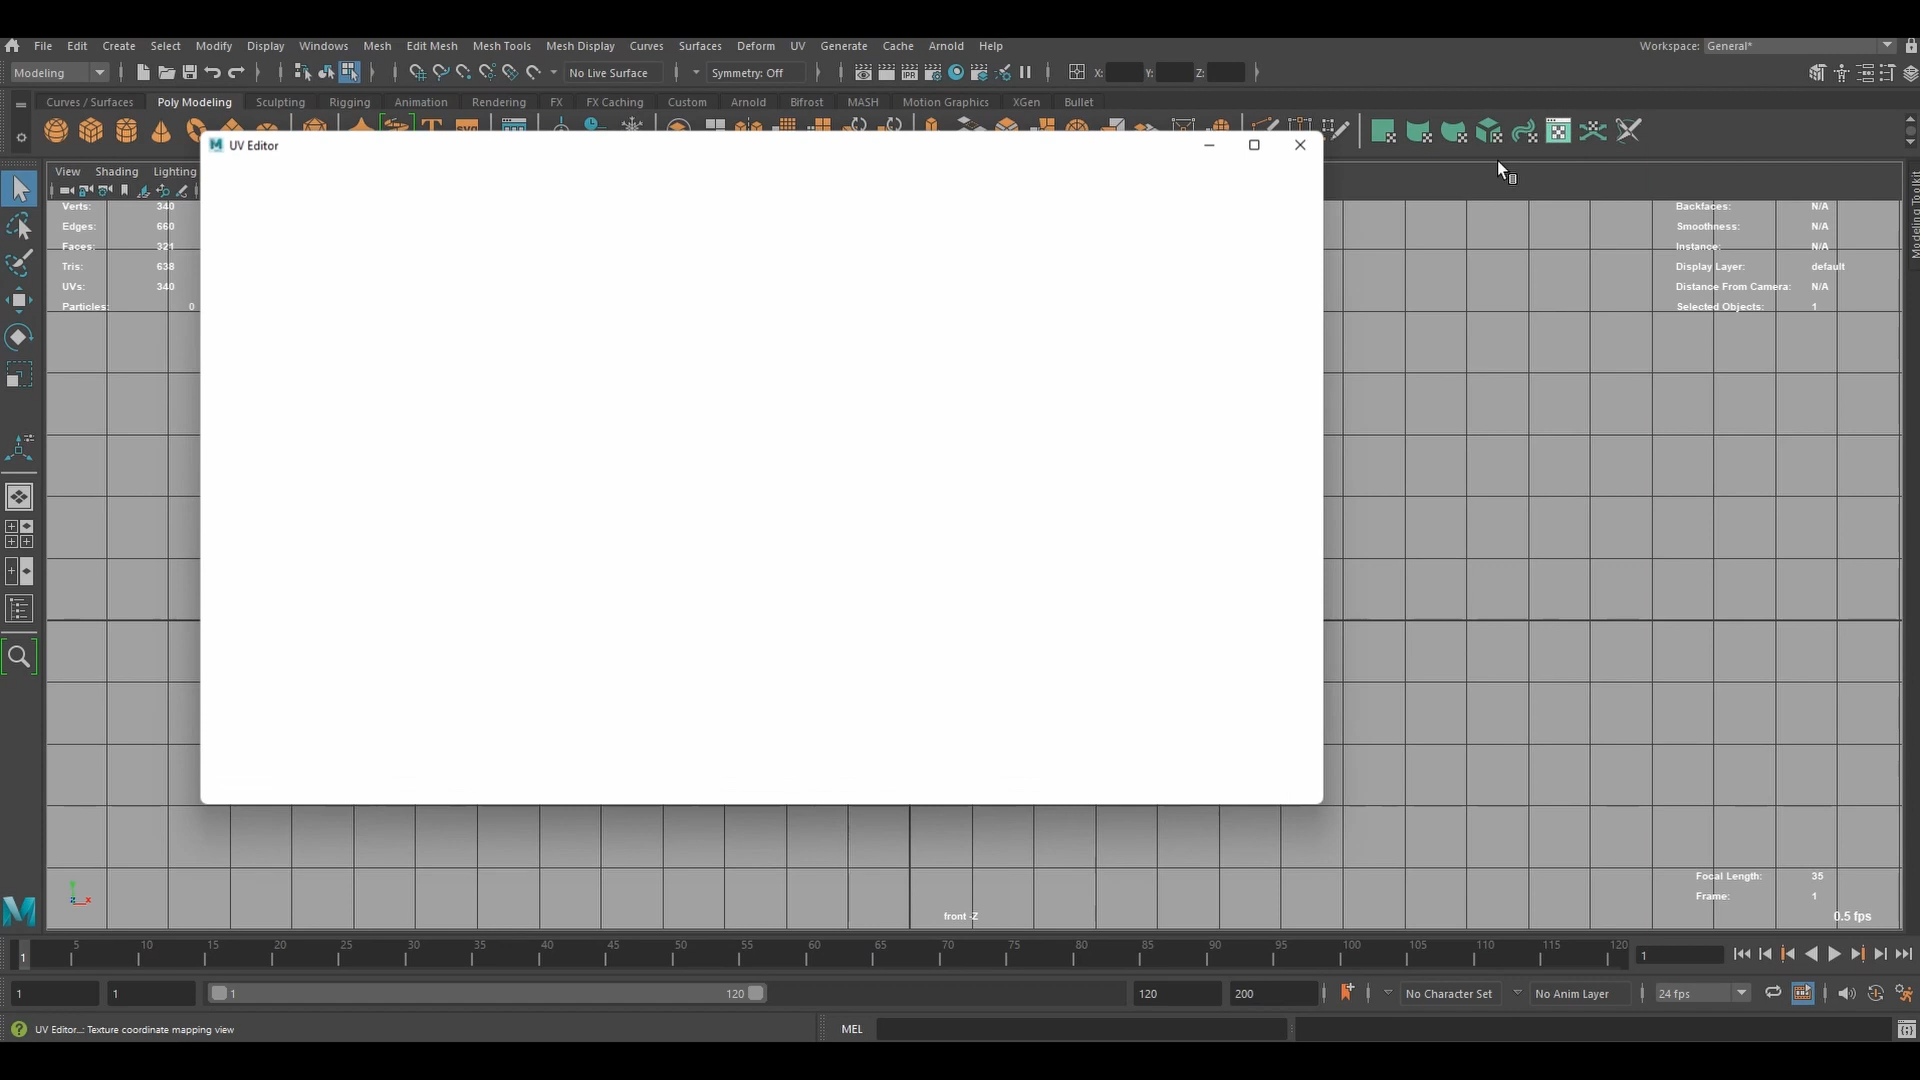 File Edit Create Select Modify Display Windows Mesh Edit Mesh Mesh Tools Mesh Display Curves Surfaces Deform UV Generate Cache Arnold Help Workspace: General*
Modeling No Live Surface Symmetry: Off IPR X: Y: Z:
Curves / Surfaces Poly Modeling Sculpting Rigging Animation Rendering FX FX Caching Custom Arnold Bifrost MASH Motion Graphics XGen Bullet
UV Editor
View Shading Lighting
Modeling Toolkit
Verts: 340
Edges: 660
Faces: 321
Tris: 638
UVs: 340
Particles: 0
Backfaces: N/A
Smoothness: N/A
Instance: N/A
Display Layer: default
Distance From Camera: N/A
Selected Objects: 1
Focal Length: 35
Frame: 1
front -Z
0.5 fps
1 5 10 15 20 25 30 35 40 45 50 55 60 65 70 75 80 85 90 95 100 105 110 115 120 1
1 1 1 120 120 200 No Character Set No Anim Layer 24 fps
UV Editor...: Texture coordinate mapping view MEL